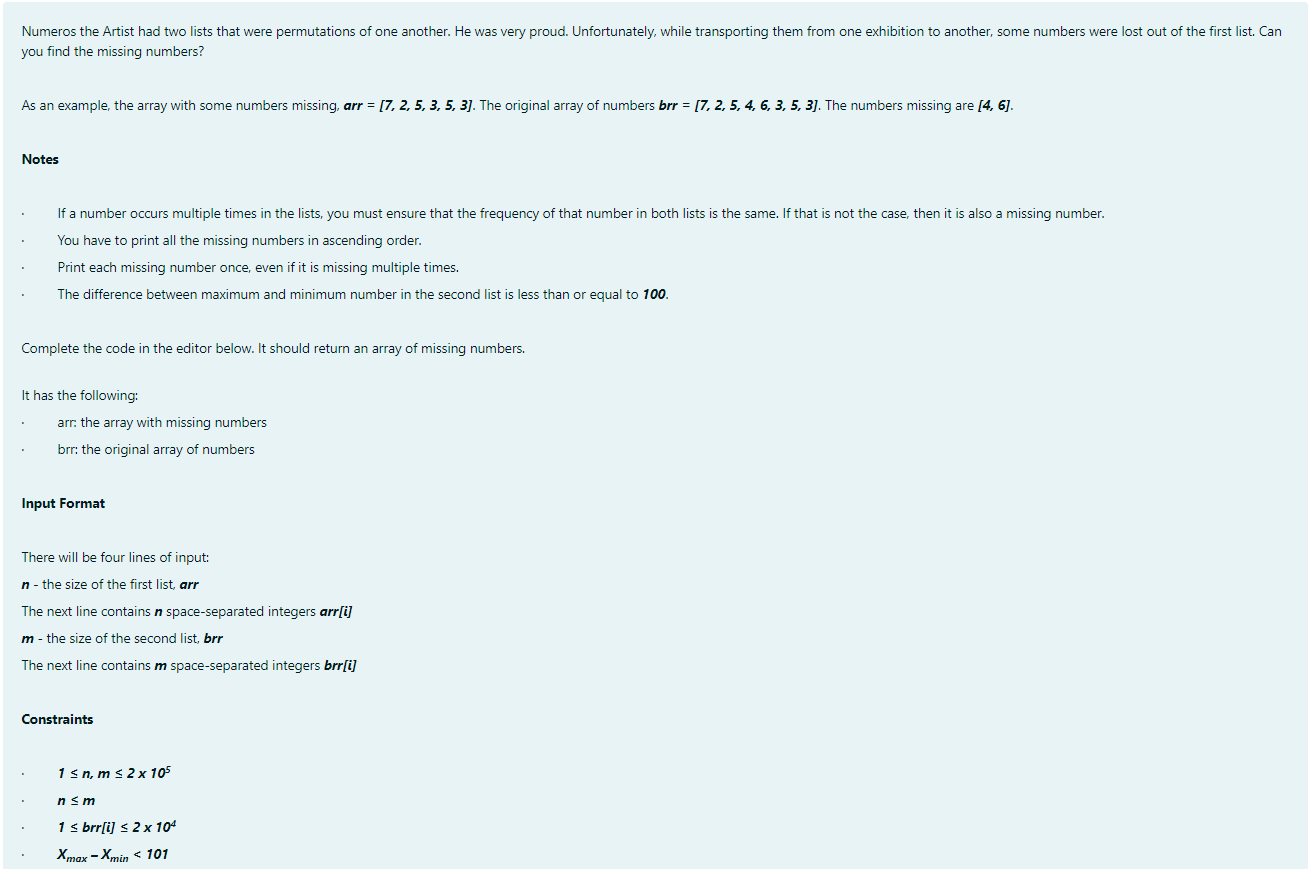 Numeros the Artist had two lists that were permutations of one another. He was very proud. Unfortunately, while transporting them from one exhibition to another, some numbers were lost out of the first list. Can
you find the missing numbers?
As an example, the array with some numbers missing, arr = [7, 2, 5, 3, 5, 3]. The original array of numbers brr = [7, 2, 5, 4, 6, 3, 5, 3]. The numbers missing are [4, 6].
Notes
· If a number occurs multiple times in the lists, you must ensure that the frequency of that number in both lists is the same. If that is not the case, then it is also a missing number.
· You have to print all the missing numbers in ascending order.
· Print each missing number once, even if it is missing multiple times.
· The difference between maximum and minimum number in the second list is less than or equal to 100.
Complete the code in the editor below. It should return an array of missing numbers.
It has the following:
· arr: the array with missing numbers
· brr: the original array of numbers
Input Format
There will be four lines of input:
n - the size of the first list, arr
The next line contains n space-separated integers arr[i]
m - the size of the second list, brr
The next line contains m space-separated integers brr[i]
Constraints
· 1 ≤ n, m ≤ 2 x 10⁵
· n ≤ m
· 1 ≤ brr[i] ≤ 2 x 10⁴
· Xmax – Xmin < 101